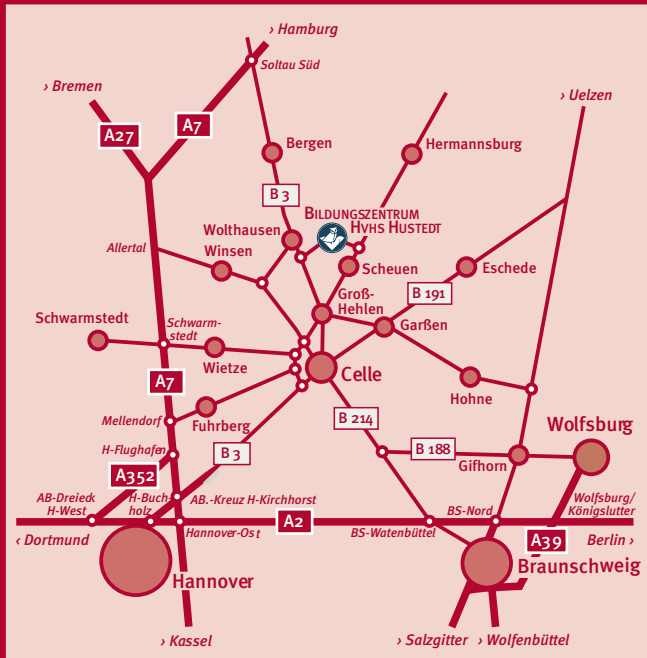 › Hamburg
Soltau Süd
› Bremen
› Uelzen
A27
A7
Bergen
Hermannsburg
B 3
BILDUNGSZENTRUM
HVHS HUSTEDT
Wolthausen
Allertal
Winsen
Scheuen
Eschede
B 191
Groß-
Hehlen
Garßen
Schwarmstedt
Schwarm-
stedt
Wietze
Celle
A7
Hohne
Mellendorf
Fuhrberg
B 214
Wolfsburg
H-Flughafen
B 3
B 188
Gifhorn
A352
AB-Dreieck
H-West
H-Buch-
holz
AB.-Kreuz H-Kirchhorst
BS-Nord
Wolfsburg/
Königslutter
A2
‹ Dortmund
Hannover-Ost
BS-Watenbüttel
A39
Berlin ›
Hannover
Braunschweig
› Kassel
› Salzgitter
› Wolfenbüttel